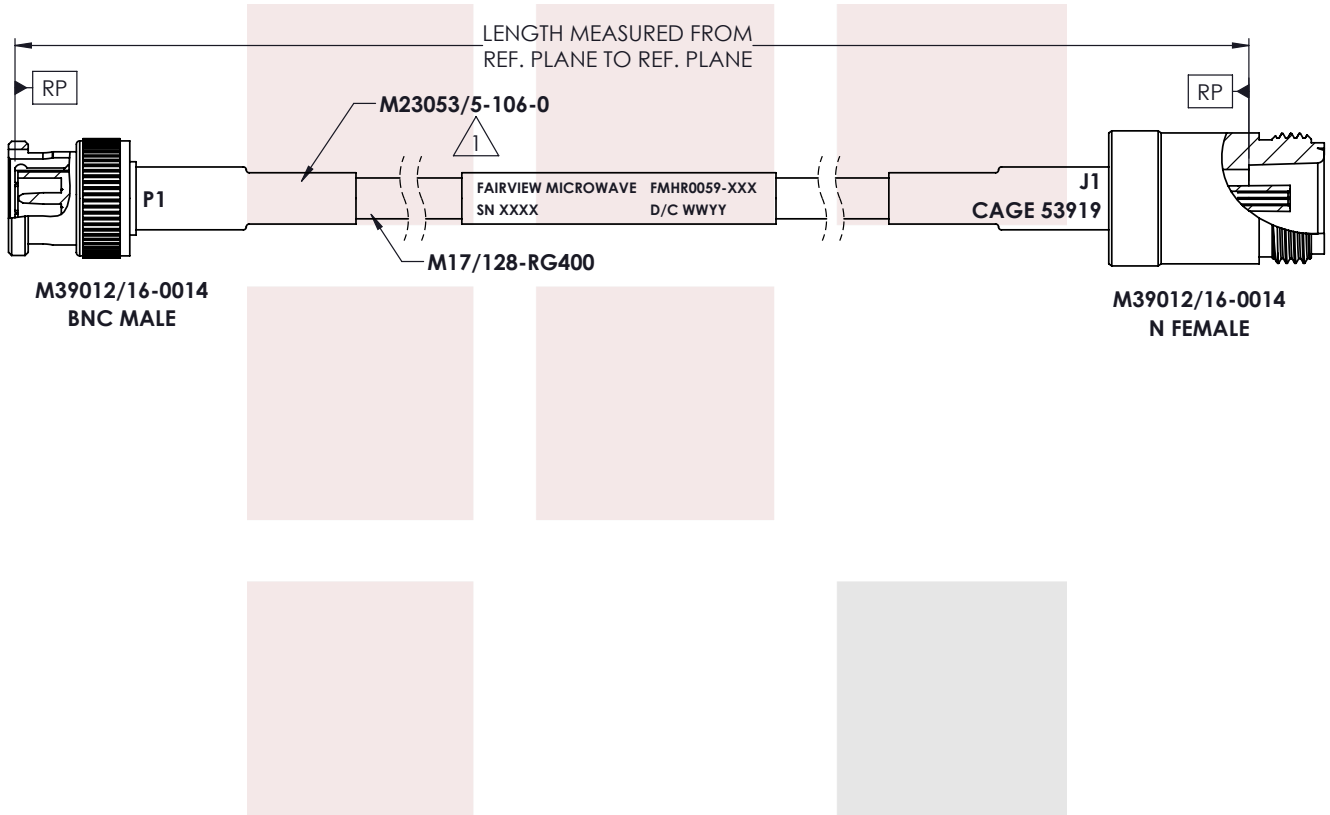 LENGTH MEASURED FROM
REF. PLANE TO REF. PLANE
RP
RP
M23053/5-106-0
1
P1
FAIRVIEW MICROWAVE FMHR0059-XXX
SN XXXX D/C WWYY
J1
CAGE 53919
M17/128-RG400
M39012/16-0014
BNC MALE
M39012/16-0014
N FEMALE